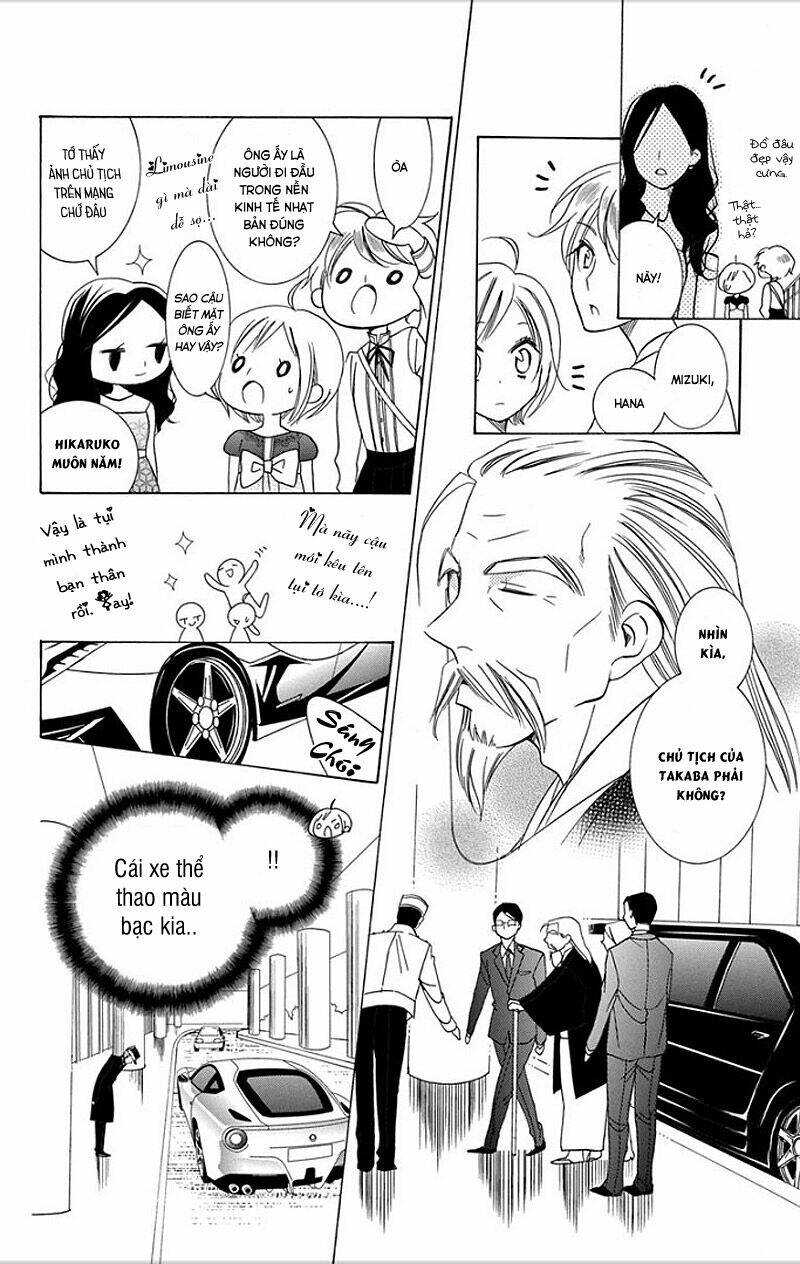 Đồ đâu
đẹp vậy
cưng.
Thật...
thật
hả?
NÀY!
MIZUKI,
HANA
NHÌN
KÌA,
CHỦ TỊCH CỦA
TAKABA PHẢI
KHÔNG?
ỒA
ÔNG ẤY LÀ
NGƯỜI ĐI ĐẦU
TRONG NỀN
KINH TẾ NHẬT
BẢN ĐÚNG
KHÔNG?
Limousine
gì mà dài
dễ sợ...
SAO CẬU
BIẾT MẶT
ÔNG ẤY
HAY VẬY?
TỚ THẤY
ẢNH CHỦ TỊCH
TRÊN MẠNG
CHỨ ĐÂU
HIKARUKO
MUÔN NĂM!
Mà nãy cậu
mới kêu tên
tụi tớ kìa....!
Vậy là tụi
mình thành
bạn thân
rồi. Yay!
Sáng
Chói
!!
Cái xe thể
thao màu
bạc kia..